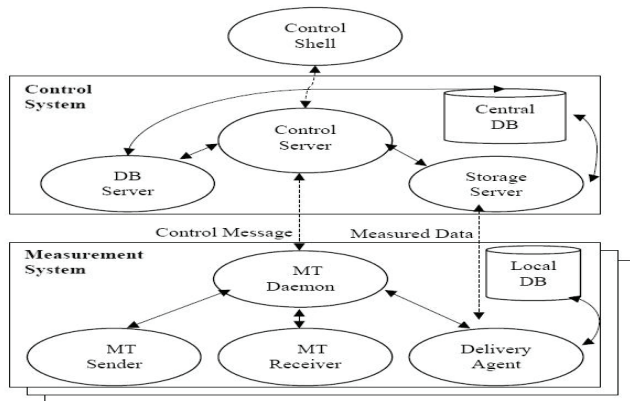 Control
Shell
Control
System
Central
DB
Control
Server
DB
Server
Storage
Server
Control Message
Measured Data
Measurement
System
MT
Daemon
Local
DB
MT
Sender
MT
Receiver
Delivery
Agent